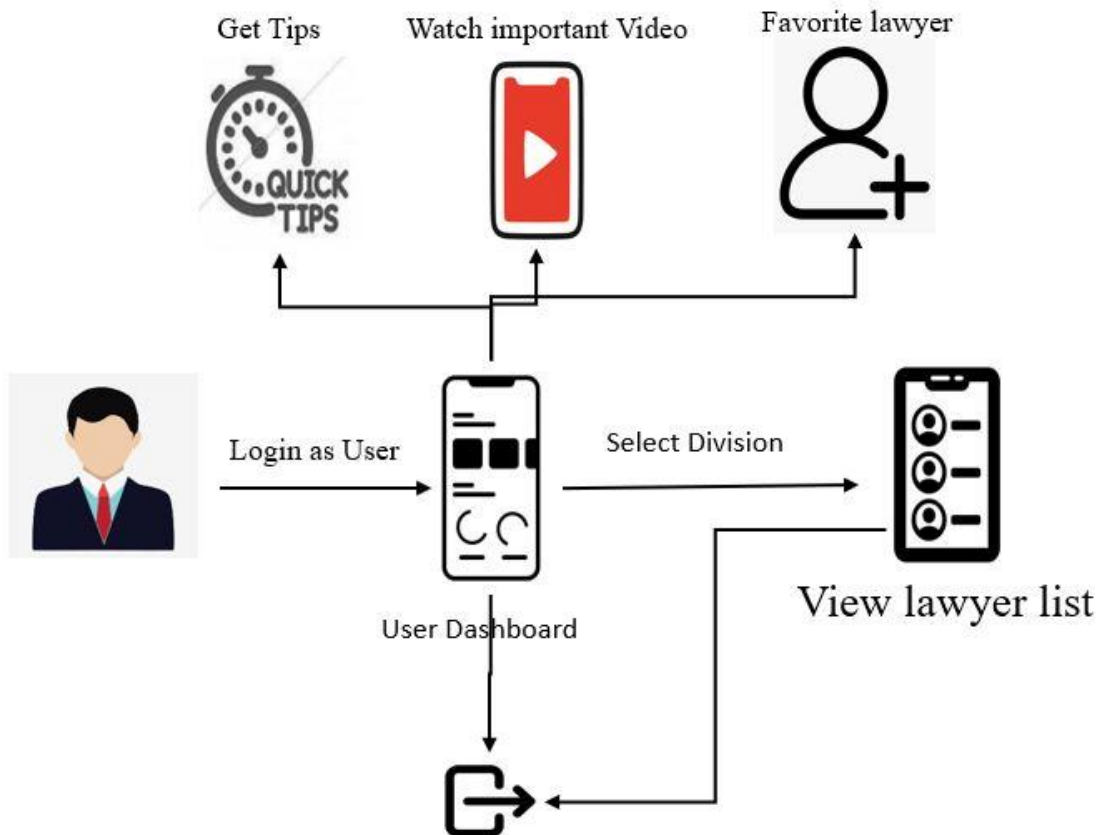 Get Tips
Watch important Video
Favorite lawyer
QUICK
TIPS
Login as User
Select Division
View lawyer list
User Dashboard